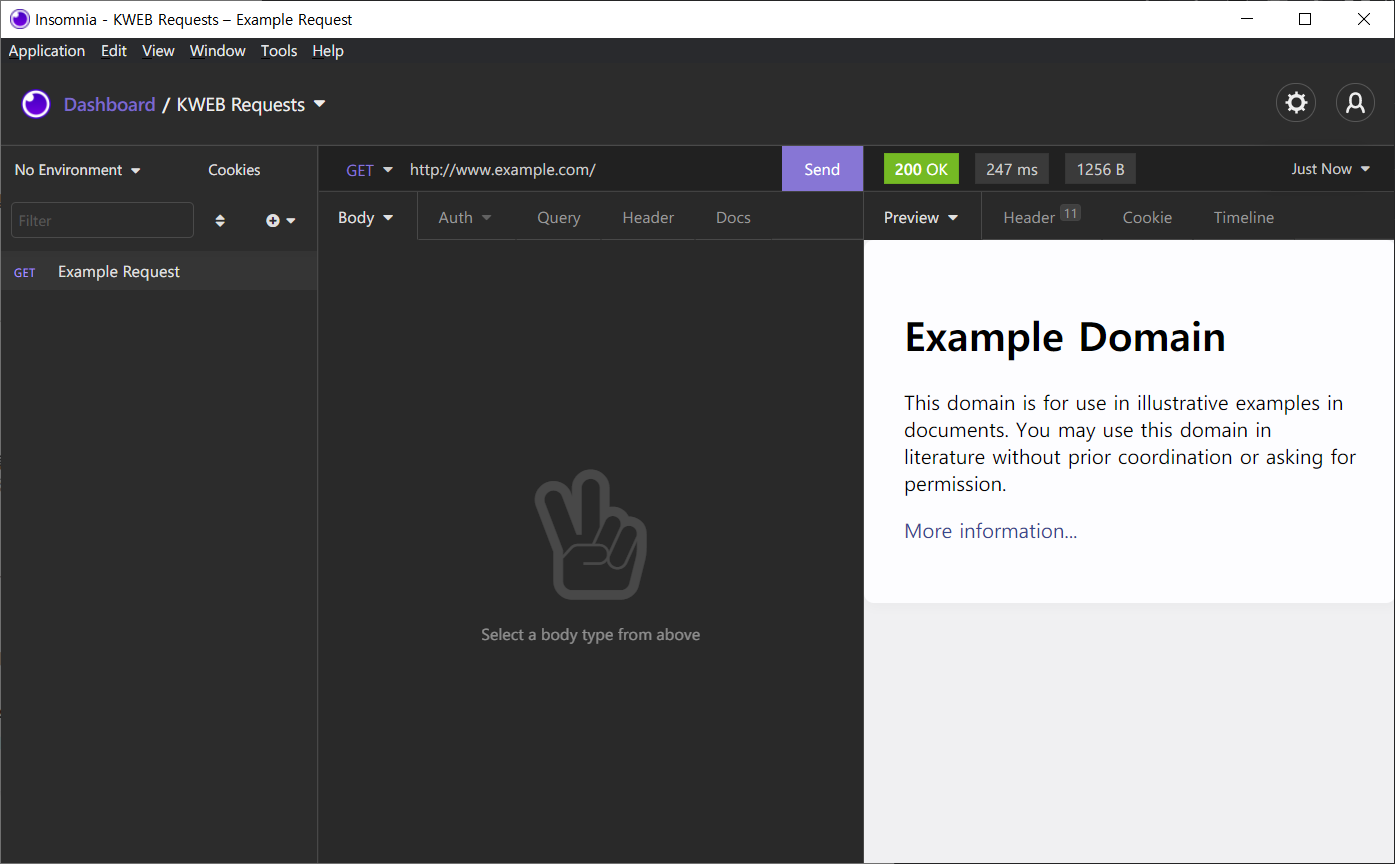 Insomnia - KWEB Requests – Example Request
Application Edit View Window Tools Help
Dashboard / KWEB Requests
No Environment Cookies
GET http://www.example.com/ Send
200 OK 247 ms 1256 B Just Now
Filter
Body Auth Query Header Docs
Preview Header 11 Cookie Timeline
GET Example Request
Select a body type from above
Example Domain
This domain is for use in illustrative examples in
documents. You may use this domain in
literature without prior coordination or asking for
permission.
More information...